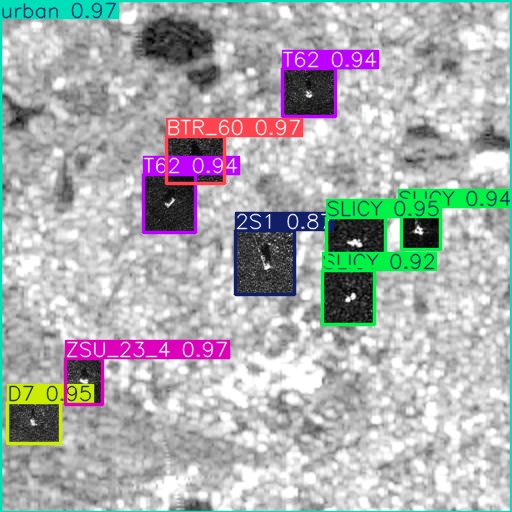 urban 0.97
T62 0.94
BTR_60 0.97
T62 0.94
SLICY 0.94
SLICY 0.95
2S1 0.87
SLICY 0.92
ZSU_23_4 0.97
D7 0.95